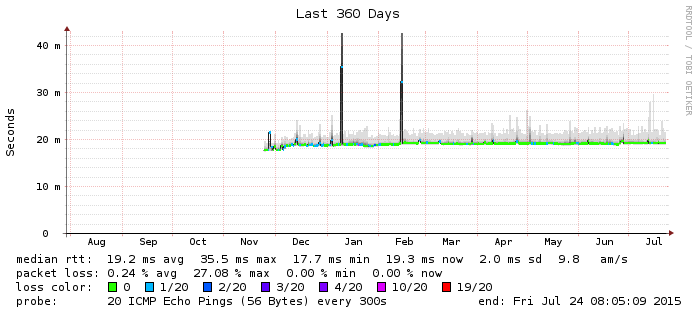 Last 360 Days
RRDTOOL / TOBI OETIKER
Seconds
40 m
30 m
20 m
10 m
0
Aug Sep Oct Nov Dec Jan Feb Mar Apr May Jun Jul
median rtt: 19.2 ms avg 35.5 ms max 17.7 ms min 19.3 ms now 2.0 ms sd 9.8 am/s
packet loss: 0.24 % avg 27.08 % max 0.00 % min 0.00 % now
loss color: 0 1/20 2/20 3/20 4/20 10/20 19/20
probe: 20 ICMP Echo Pings (56 Bytes) every 300s end: Fri Jul 24 08:05:09 2015